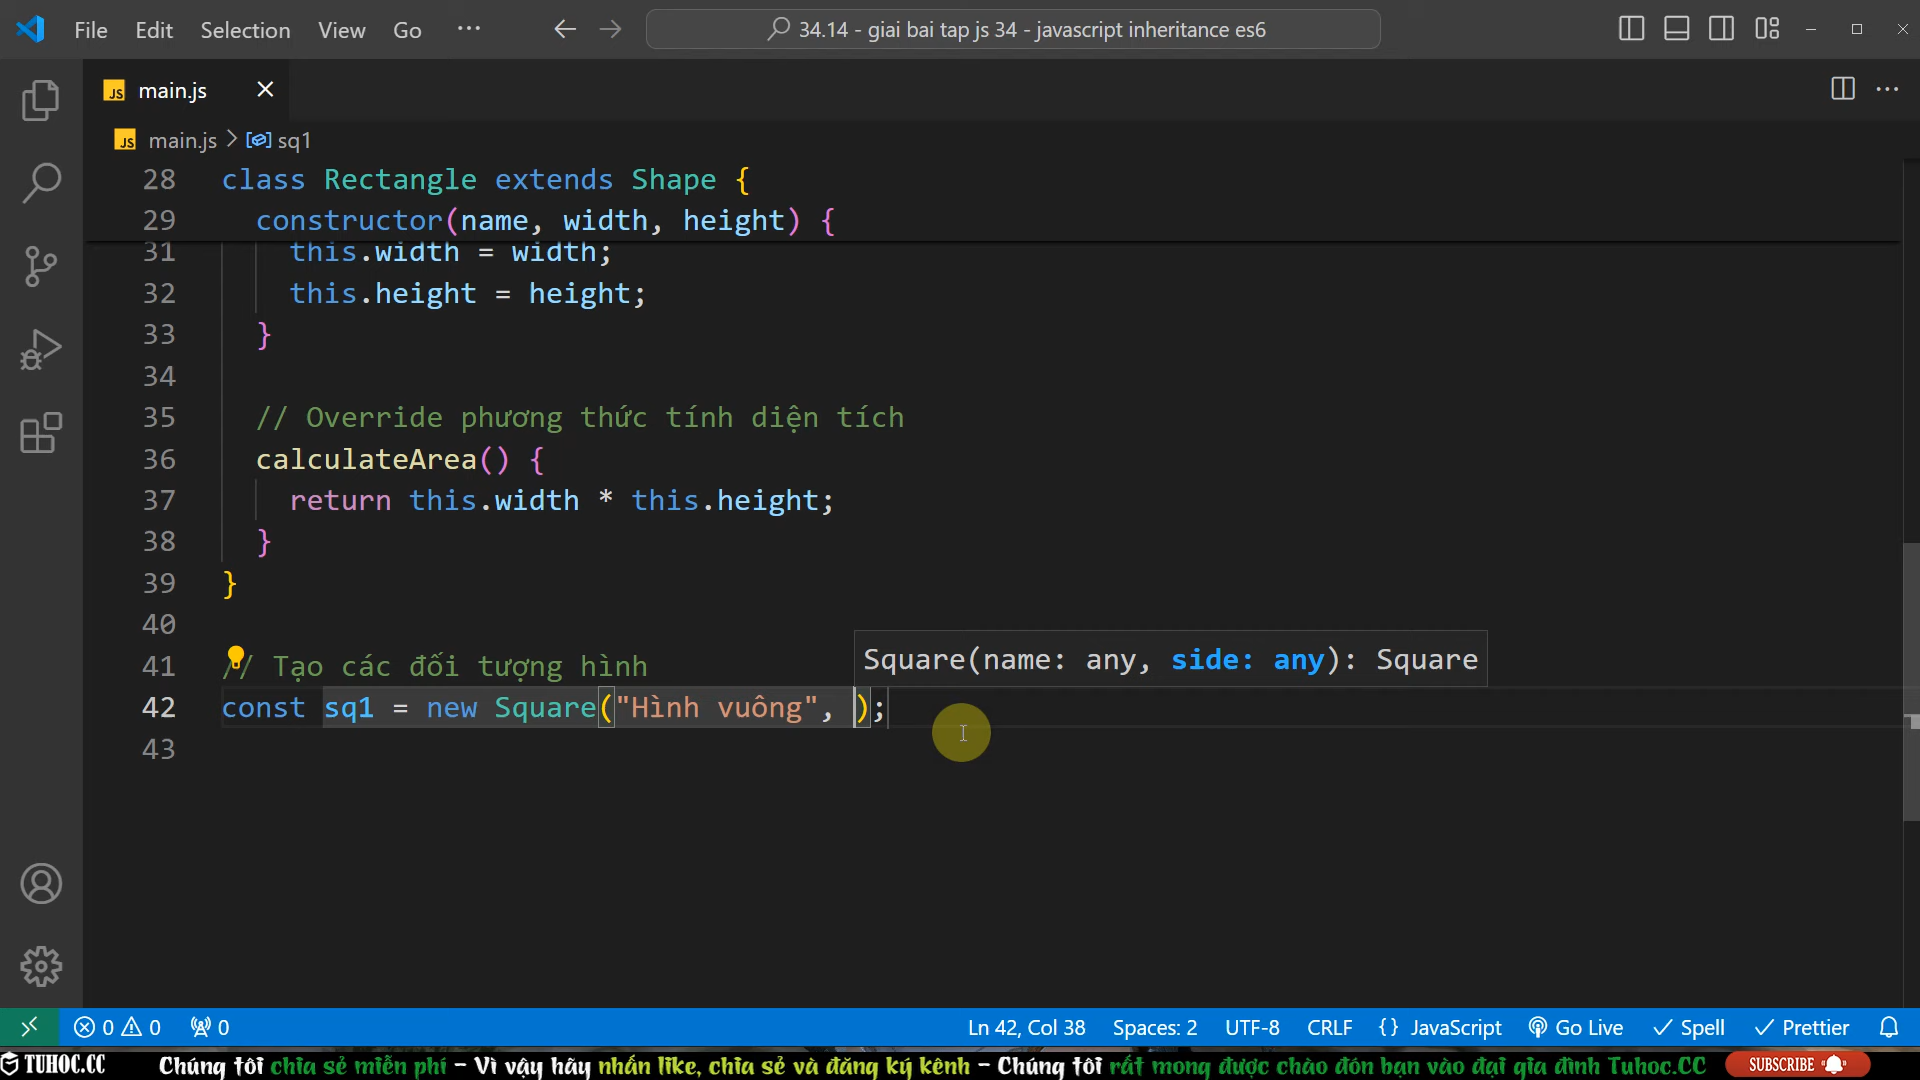 File Edit Selection View Go ···
34.14 - giai bai tap js 34 - javascript inheritance es6
JS main.js
JS main.js > sq1
28 class Rectangle extends Shape {
29 constructor(name, width, height) {
31 this.width = width;
32 this.height = height;
33 }
34
35 // Override phương thức tính diện tích
36 calculateArea() {
37 return this.width * this.height;
38 }
39 }
40
Square(name: any, side: any): Square
41 // Tạo các đối tượng hình
42 const sq1 = new Square("Hình vuông", );
43
0 0 0 Ln 42, Col 38 Spaces: 2 UTF-8 CRLF {} JavaScript Go Live Spell Prettier
TUHOC.CC Chúng tôi chia sẻ miễn phí - Vì vậy hãy nhấn like, chia sẻ và đăng ký kênh - Chúng tôi rất mong được chào đón bạn vào đại gia đình Tuhoc.CC SUBSCRIBE